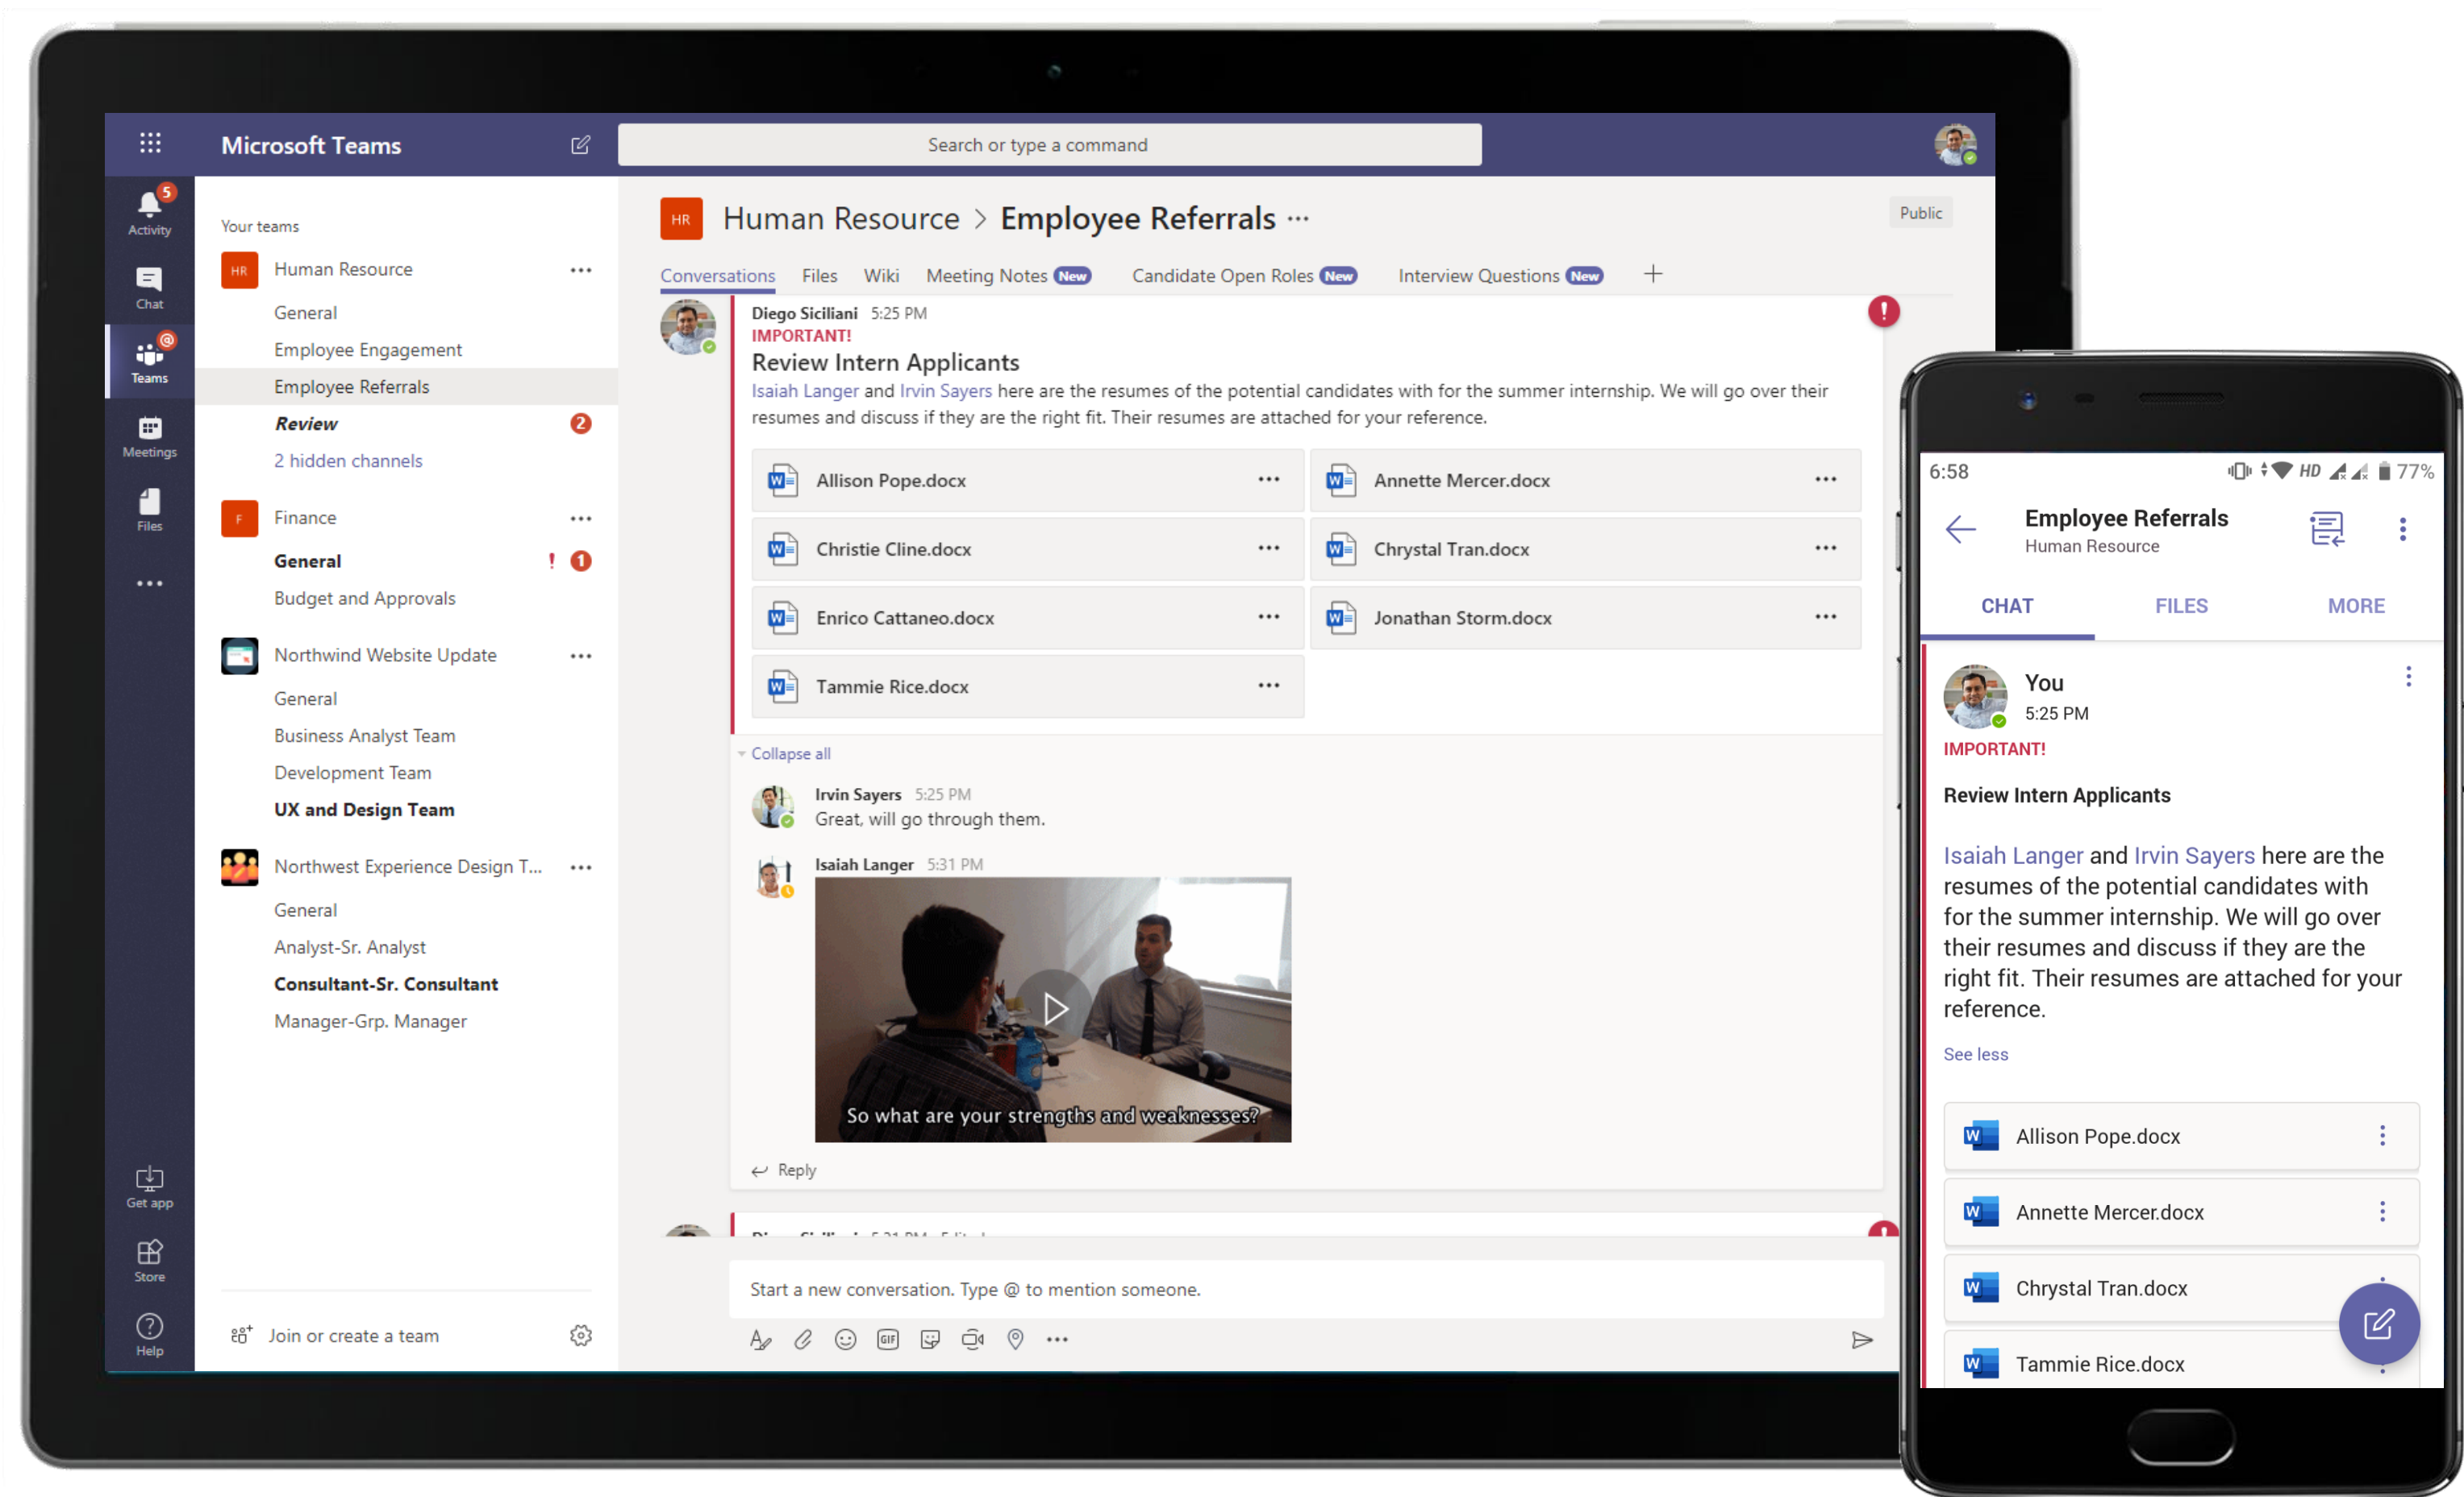 Microsoft Teams
Search or type a command
5
Activity
Chat
@
Teams
Meetings
Files
Get app
Store
Help
Your teams
HR Human Resource
General
Employee Engagement
Employee Referrals
Review 2
2 hidden channels
F Finance
General ! 1
Budget and Approvals
Northwind Website Update
General
Business Analyst Team
Development Team
UX and Design Team
Northwest Experience Design T...
General
Analyst-Sr. Analyst
Consultant-Sr. Consultant
Manager-Grp. Manager
Join or create a team
HR Human Resource > Employee Referrals ...
Public
Conversations Files Wiki Meeting Notes New Candidate Open Roles New Interview Questions New +
Diego Siciliani 5:25 PM
!
IMPORTANT!
Review Intern Applicants
Isaiah Langer and Irvin Sayers here are the resumes of the potential candidates with for the summer internship. We will go over their
resumes and discuss if they are the right fit. Their resumes are attached for your reference.
W Allison Pope.docx
W Annette Mercer.docx
W Christie Cline.docx
W Chrystal Tran.docx
W Enrico Cattaneo.docx
W Jonathan Storm.docx
W Tammie Rice.docx
Collapse all
Irvin Sayers 5:25 PM
Great, will go through them.
Isaiah Langer 5:31 PM
So what are your strengths and weaknesses?
Reply
Start a new conversation. Type @ to mention someone.
GIF
6:58
HD 77%
Employee Referrals
Human Resource
CHAT FILES MORE
You
5:25 PM
IMPORTANT!
Review Intern Applicants
Isaiah Langer and Irvin Sayers here are the
resumes of the potential candidates with
for the summer internship. We will go over
their resumes and discuss if they are the
right fit. Their resumes are attached for your
reference.
See less
W Allison Pope.docx
W Annette Mercer.docx
W Chrystal Tran.docx
W Tammie Rice.docx